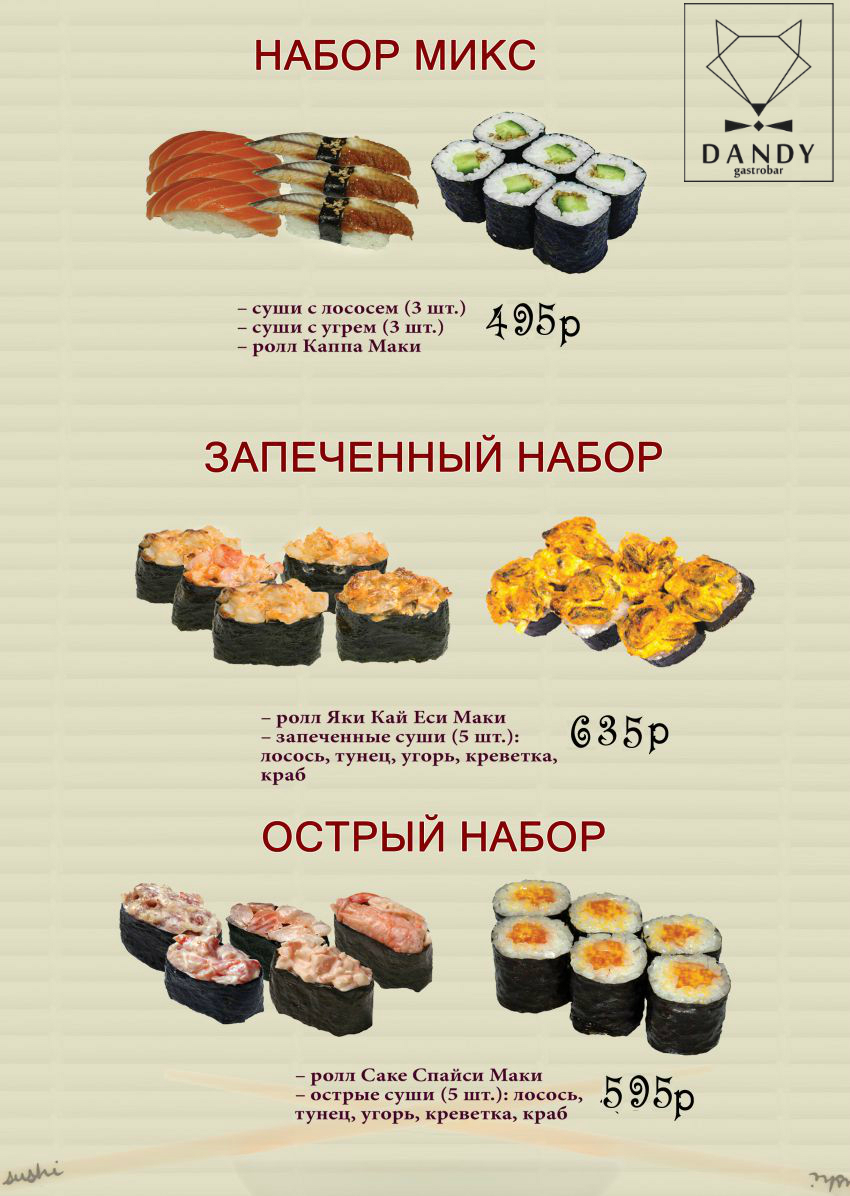 НАБОР МИКС
DANDY
gastrobar
– суши с лососем (3 шт.)
– суши с угрем (3 шт.)
– ролл Каппа Маки
495р
ЗАПЕЧЕННЫЙ НАБОР
– ролл Яки Кай Еси Маки
– запеченные суши (5 шт.):
лосось, тунец, угорь, креветка,
краб
635р
ОСТРЫЙ НАБОР
– ролл Саке Спайси Маки
– острые суши (5 шт.): лосось,
тунец, угорь, креветка, краб
595р
sushi